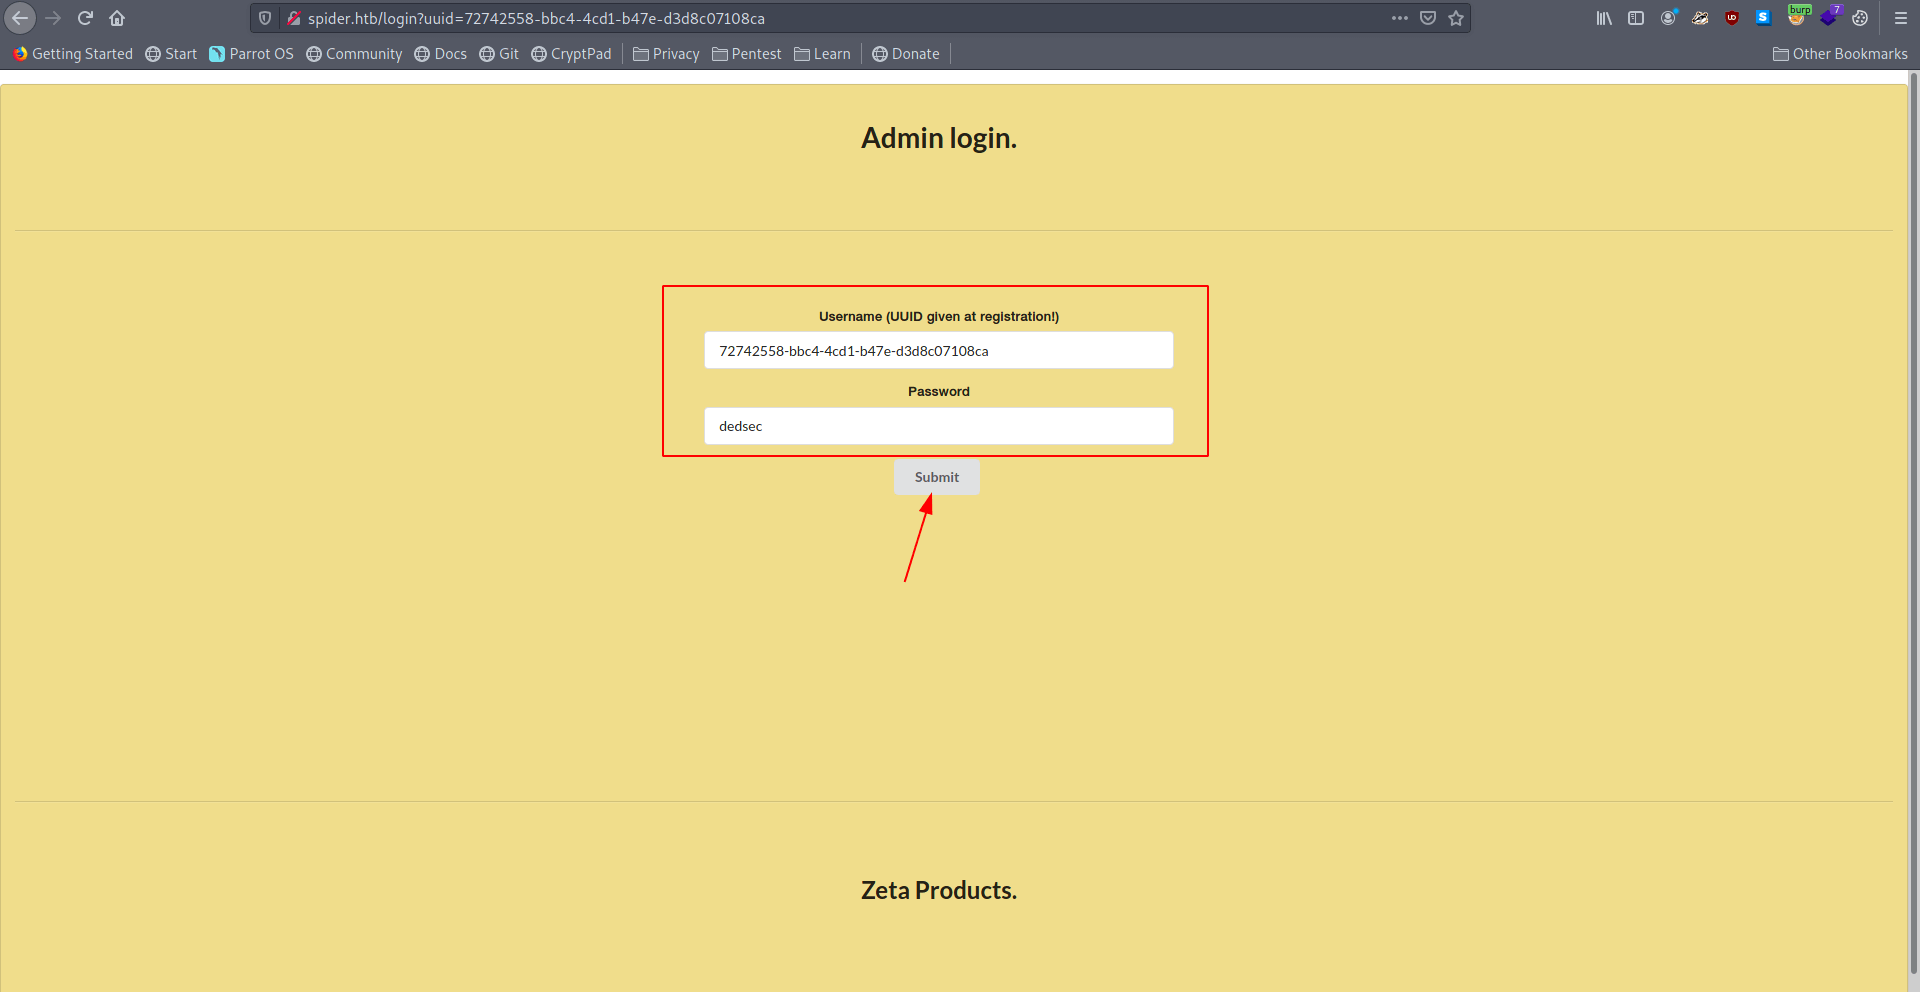 spider.htb/login?uuid=72742558-bbc4-4cd1-b47e-d3d8c07108ca
burp
7
UD
S
Getting Started Start Parrot OS Community Docs Git CryptPad Privacy Pentest Learn Donate Other Bookmarks
Admin login.
Username (UUID given at registration!)
72742558-bbc4-4cd1-b47e-d3d8c07108ca
Password
dedsec
Submit
Zeta Products.